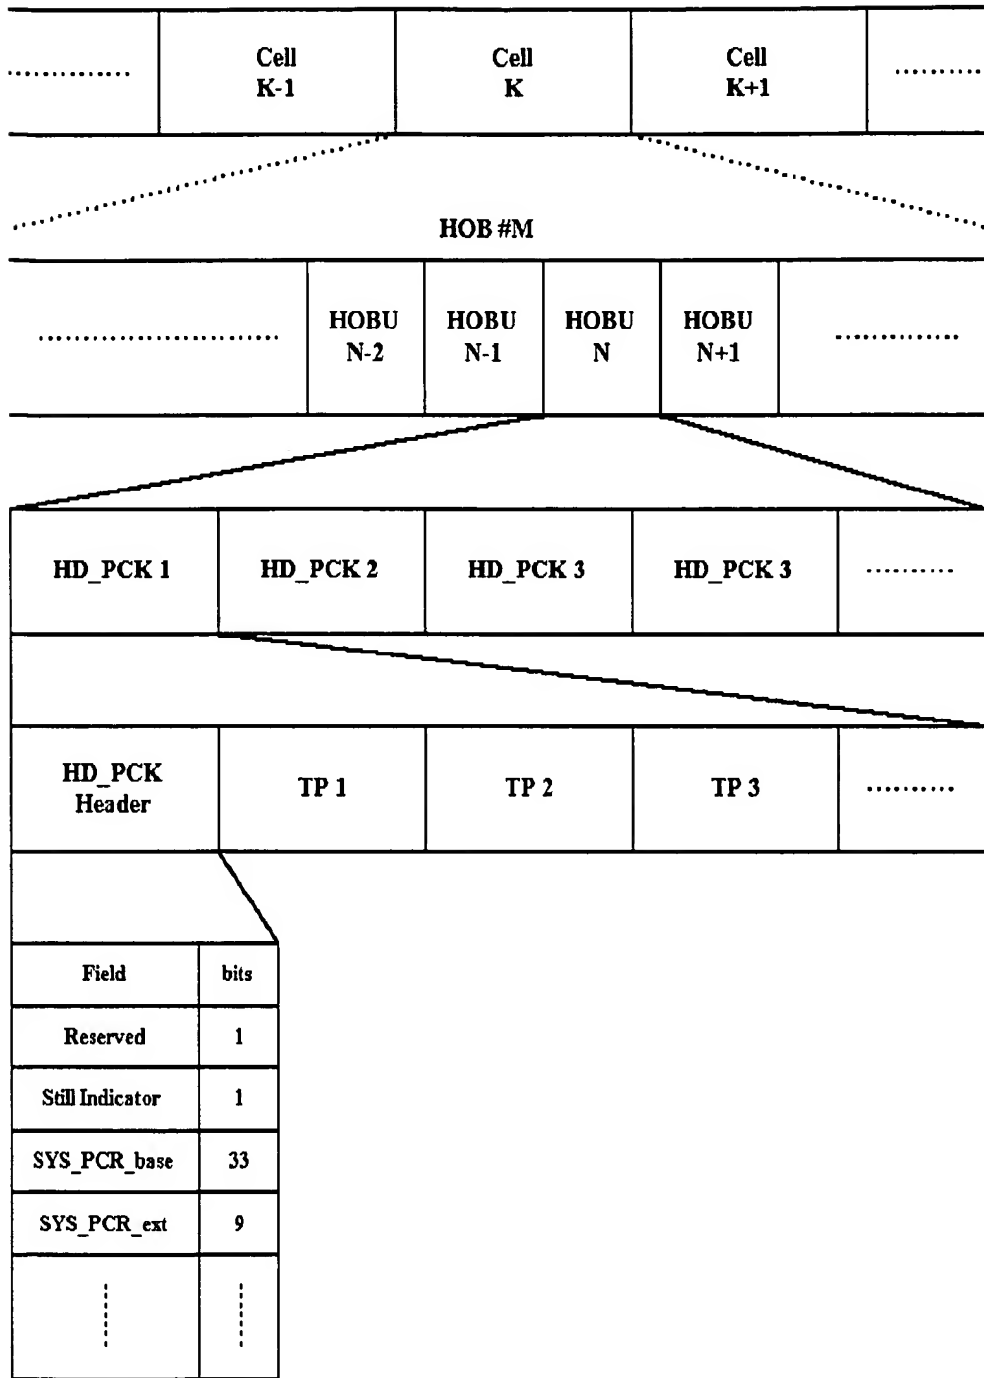 Cell
K-1
Cell
K
Cell
K+1
HOB #M
HOBU
N-2
HOBU
N-1
HOBU
N
HOBU
N+1
HD_PCK 1
HD_PCK 2
HD_PCK 3
HD_PCK 3
HD_PCK
Header
TP 1
TP 2
TP 3
Field
bits
Reserved
1
Still Indicator
1
SYS_PCR_base
33
SYS_PCR_ext
9